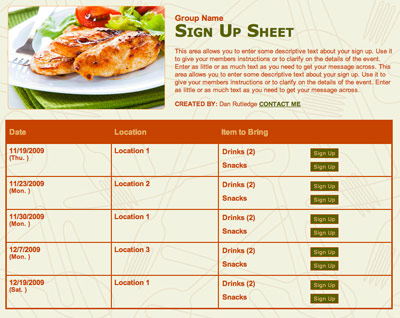 Group Name
SIGN UP SHEET
This area allows you to enter some descriptive text about your sign up. Use it
to give your members instructions or to clarify on the details of the event.
Enter as little or as much text as you need to get your message across. This
area allows you to enter some descriptive text about your sign up. Use it to
give your members instructions or to clarify on the details of the event. Enter
as little or as much text as you need to get your message across.
CREATED BY: Dan Rutledge CONTACT ME
Date Location Item to Bring
11/19/2009 Location 1 Drinks (2) Sign Up
(Thu. )
Snacks Sign Up
11/23/2009 Location 2 Drinks (2) Sign Up
(Mon. )
Snacks Sign Up
11/30/2009 Location 1 Drinks (2) Sign Up
(Mon. )
Snacks Sign Up
12/7/2009 Location 3 Drinks (2) Sign Up
(Mon. )
Snacks Sign Up
12/19/2009 Location 1 Drinks (2) Sign Up
(Sat. )
Snacks Sign Up